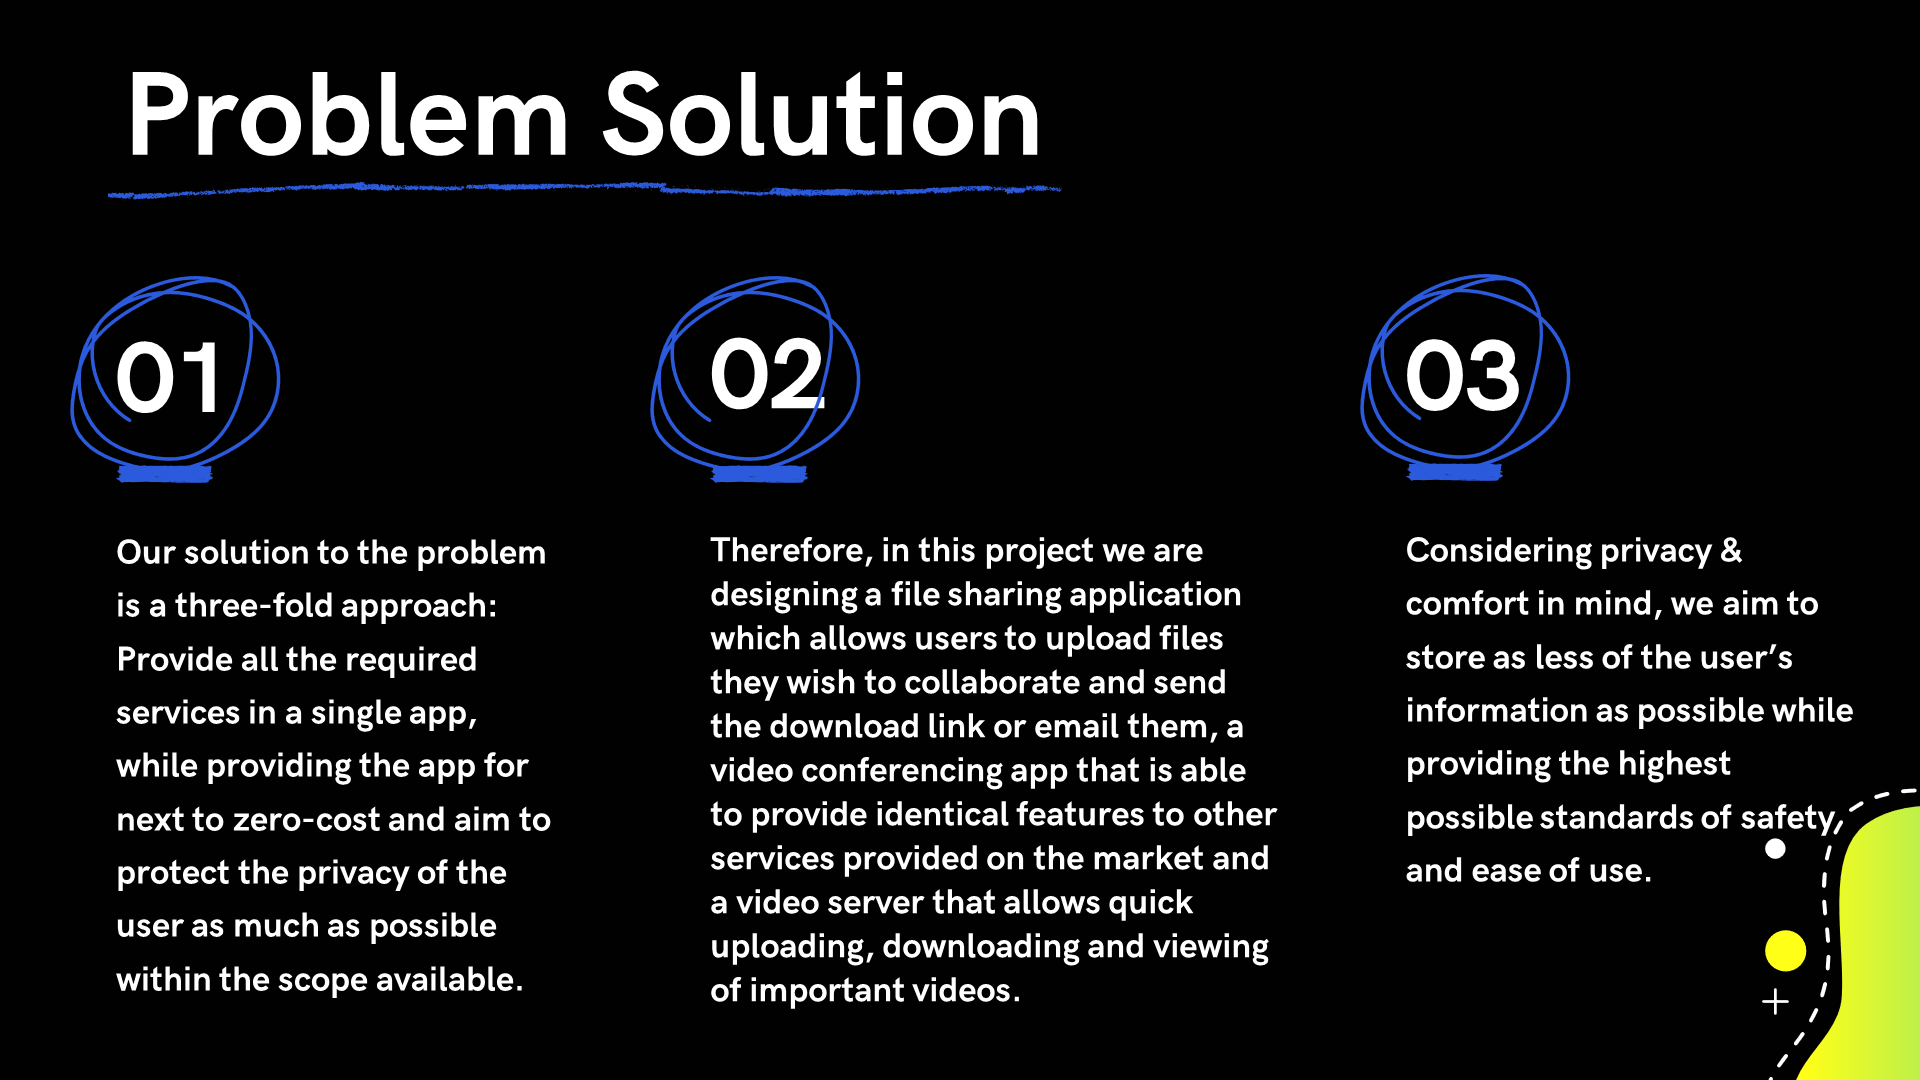 Problem Solution
01
Our solution to the problem
is a three-fold approach:
Provide all the required
services in a single app,
while providing the app for
next to zero-cost and aim to
protect the privacy of the
user as much as possible
within the scope available.
02
Therefore, in this project we are
designing a file sharing application
which allows users to upload files
they wish to collaborate and send
the download link or email them, a
video conferencing app that is able
to provide identical features to other
services provided on the market and
a video server that allows quick
uploading, downloading and viewing
of important videos.
03
Considering privacy &
comfort in mind, we aim to
store as less of the user’s
information as possible while
providing the highest
possible standards of safety
and ease of use.